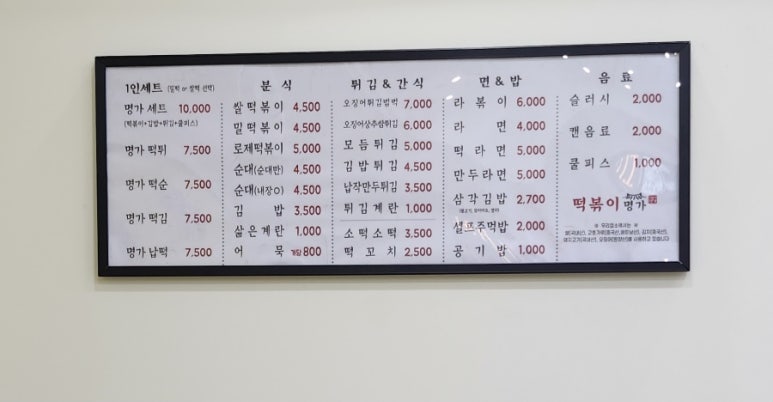 1인세트 (밀떡 or 쌀떡 선택)
명가 세트 10,000
(떡볶이+김밥+튀김+쿨피스)
명가 떡튀 7,500
명가 떡순 7,500
명가 떡김 7,500
명가 납떡 7,500
분 식
쌀떡볶이 4,500
밀떡볶이 4,500
로제떡볶이 5,000
순대(순대만) 4,500
순대(내장O) 4,500
김 밥 3,500
삶은계란 1,000
어 묵 개당 800
튀김&간식
오징어튀김범벅 7,000
오징어상추쌈튀김 6,000
모듬튀김 5,000
김밥튀김 4,500
납작만두튀김 3,500
튀김계란 1,000
소떡소떡 3,500
떡꼬치 2,500
면&밥
라볶이 6,000
라 면 4,000
떡라면 5,000
만두라면 5,000
삼각김밥 2,700
셀프주먹밥 2,000
공기밥 1,000
음 료
슬러시 2,000
캔음료 2,000
쿨피스 1,000
떡볶이 명가